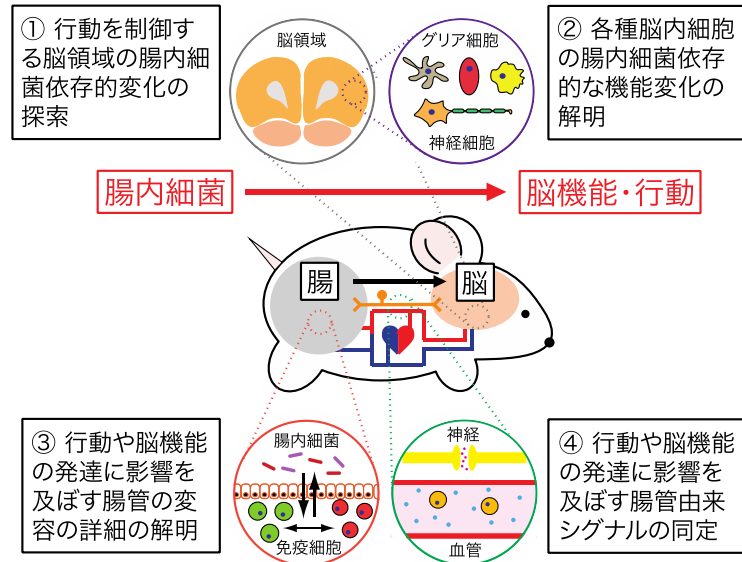 ① 行動を制御す
る脳領域の腸内細
菌依存的変化の
探索
脳領域
グリア細胞
神経細胞
② 各種脳内細胞
の腸内細菌依存
的な機能変化の
解明
腸内細菌
脳機能・行動
腸
脳
③ 行動や脳機能
の発達に影響を
及ぼす腸管の変
容の詳細の解明
腸内細菌
免疫細胞
神経
血管
④ 行動や脳機能
の発達に影響を
及ぼす腸管由来
シグナルの同定